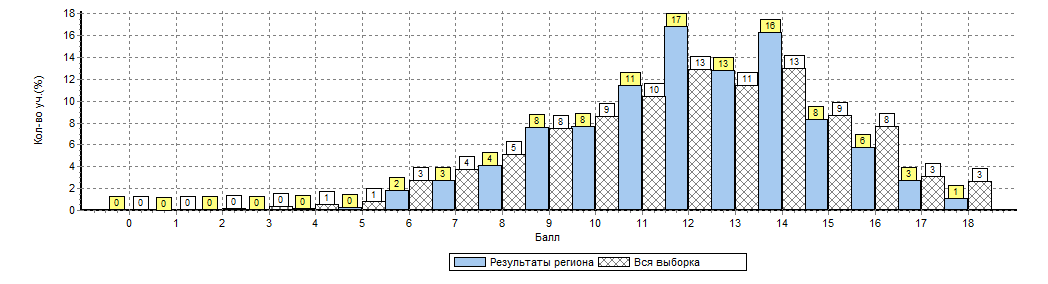 18
16
14
12
10
8
6
4
2
0
Кол-во уч.(%)
0 0 0 0 0 0 0 0 0 1 0 1 2 3 3 4 4 5 8 8 8 9 11 10 17 13 13 11 16 13 8 9 6 8 3 3 1 3
0 1 2 3 4 5 6 7 8 9 10 11 12 13 14 15 16 17 18
Балл
Результаты региона Вся выборка